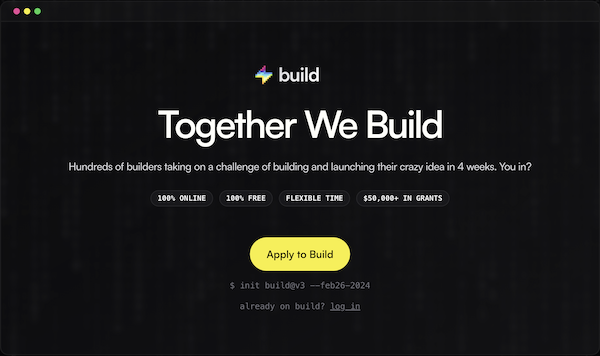 build
Together We Build
Hundreds of builders taking on a challenge of building and launching their crazy idea in 4 weeks. You in?
100% ONLINE 100% FREE FLEXIBLE TIME $50,000+ IN GRANTS
Apply to Build
$ init build@v3 --feb26-2024
already on build? log in